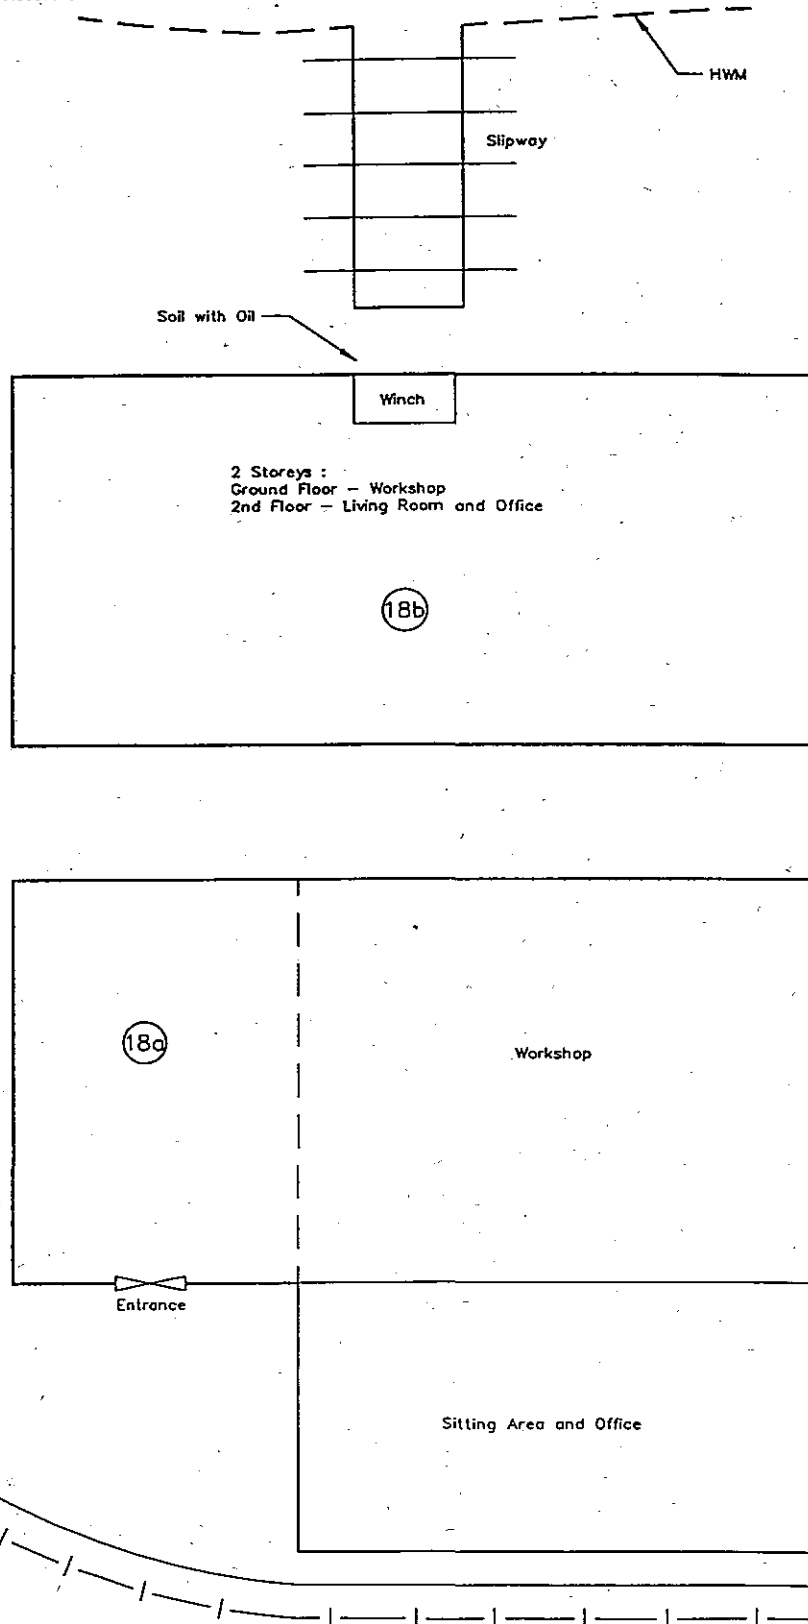 HWM
Slipway
Soil with Oil
Winch
2 Storeys :
Ground Floor – Workshop
2nd Floor – Living Room and Office
18b
18a
Workshop
Entrance
Sitting Area and Office